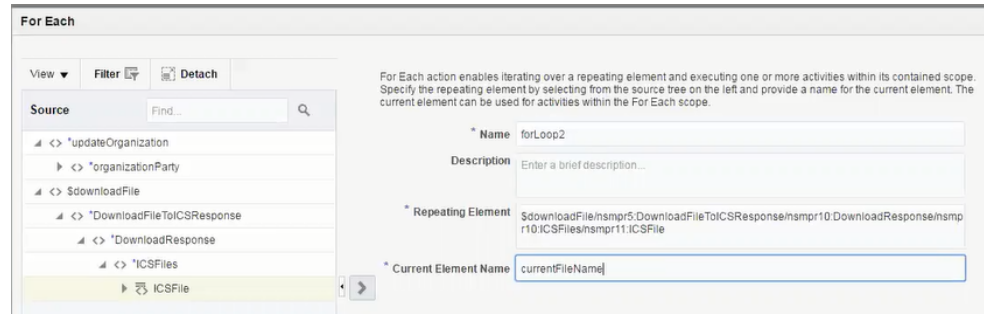 For Each
View Filter Detach
Source Find...
*updateOrganization
*organizationParty
$downloadFile
*DownloadFileToICSResponse
*DownloadResponse
*ICSFiles
ICSFile
For Each action enables iterating over a repeating element and executing one or more activities within its contained scope.
Specify the repeating element by selecting from the source tree on the left and provide a name for the current element. The
current element can be used for activities within the For Each scope.
* Name forLoop2
Description Enter a brief description...
* Repeating Element $downloadFile/nsmpr5:DownloadFileToICSResponse/nsmpr10:DownloadResponse/nsmp
r10:ICSFiles/nsmpr11:ICSFile
* Current Element Name currentFileName